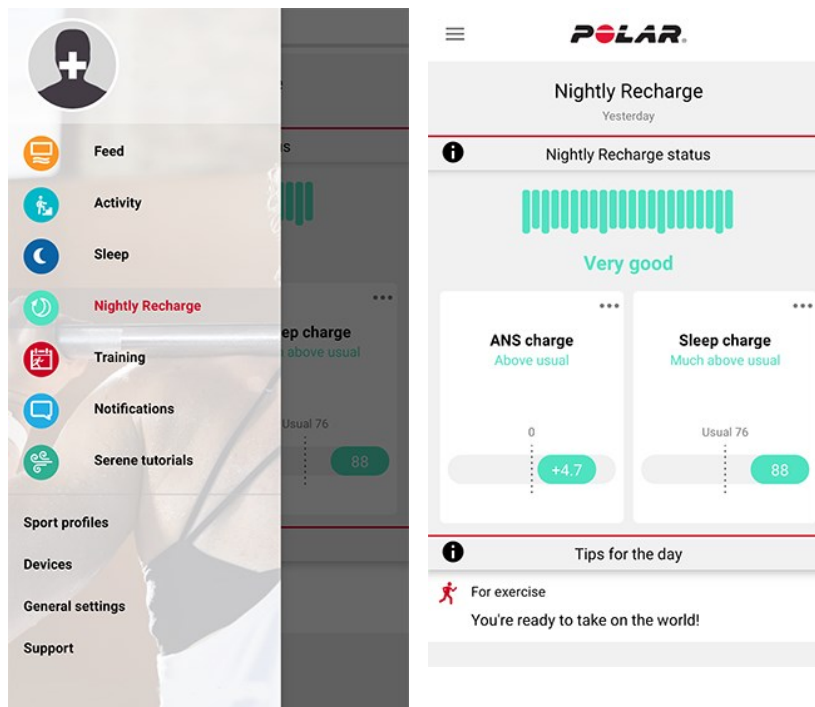 Feed
Activity
Sleep
Nightly Recharge
Training
Notifications
Serene tutorials
Sport profiles
Devices
General settings
Support
ep charge
above usual
Usual 76
88
POLAR.
Nightly Recharge
Yesterday
Nightly Recharge status
Very good
ANS charge
Above usual
0
+4.7
Sleep charge
Much above usual
Usual 76
88
Tips for the day
For exercise
You're ready to take on the world!